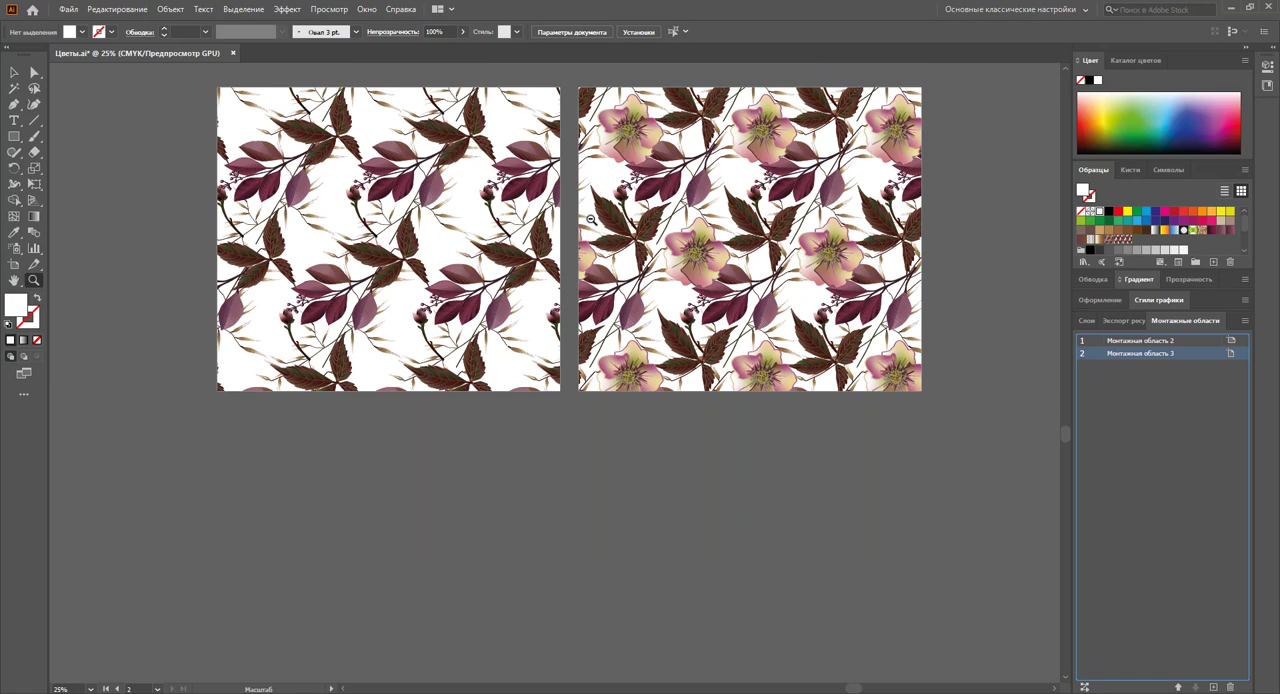 Ai Файл Редактирование Объект Текст Выделение Эффект Просмотр Окно Справка Основные классические настройки Поиск в Adobe Stock
Нет выделения Обводка: Овал 3 pt. Непрозрачность: 100% Стиль: Параметры документа Установки
Цветы.ai* @ 25% (CMYK/Предпросмотр GPU) ×
Цвет Каталог цветов
Образцы Кисти Символы
Обводка Градиент Прозрачность
Оформление Стили графики
Слои Экспорт ресу Монтажные области
1 Монтажная область 2
2 Монтажная область 3
25% 2 Масштаб